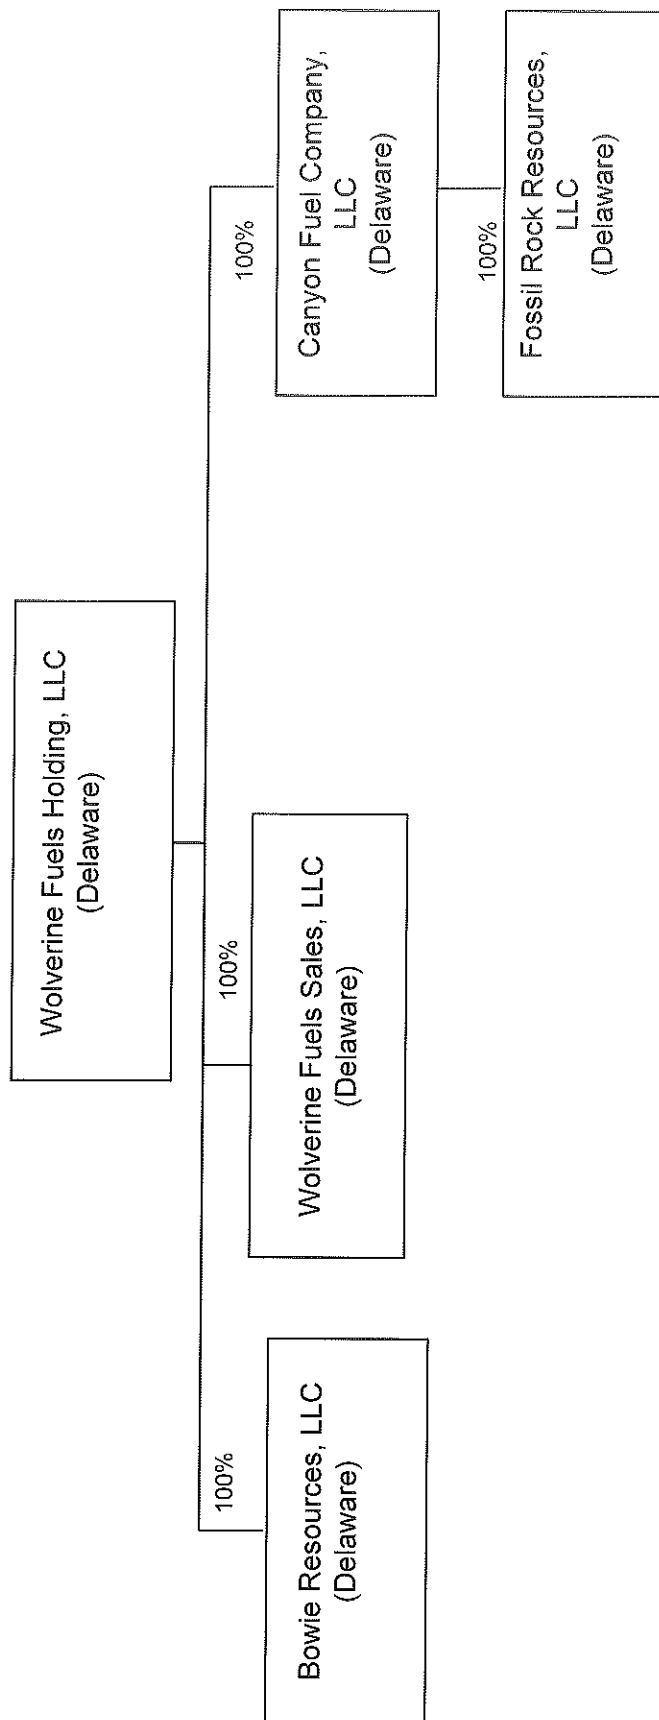 Wolverine Fuels Holding, LLC
(Delaware)
100%
100%
100%
Bowie Resources, LLC
(Delaware)
Wolverine Fuels Sales, LLC
(Delaware)
Canyon Fuel Company,
LLC
(Delaware)
100%
Fossil Rock Resources,
LLC
(Delaware)